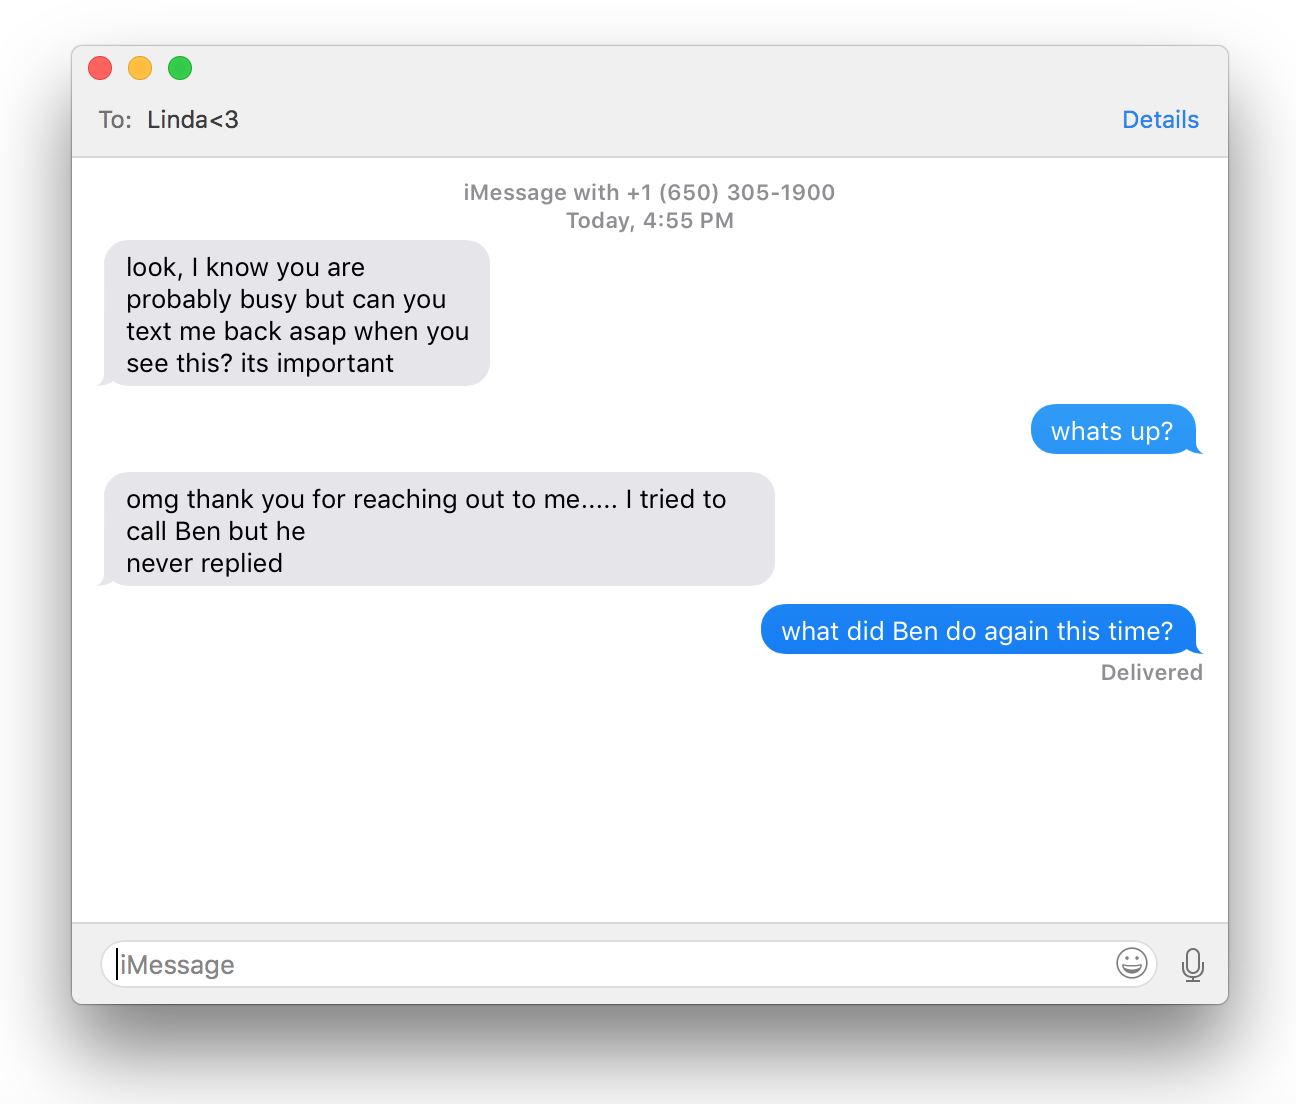 To: Linda<3
Details
iMessage with +1 (650) 305-1900
Today, 4:55 PM
look, I know you are
probably busy but can you
text me back asap when you
see this? its important
whats up?
omg thank you for reaching out to me..... I tried to
call Ben but he
never replied
what did Ben do again this time?
Delivered
iMessage